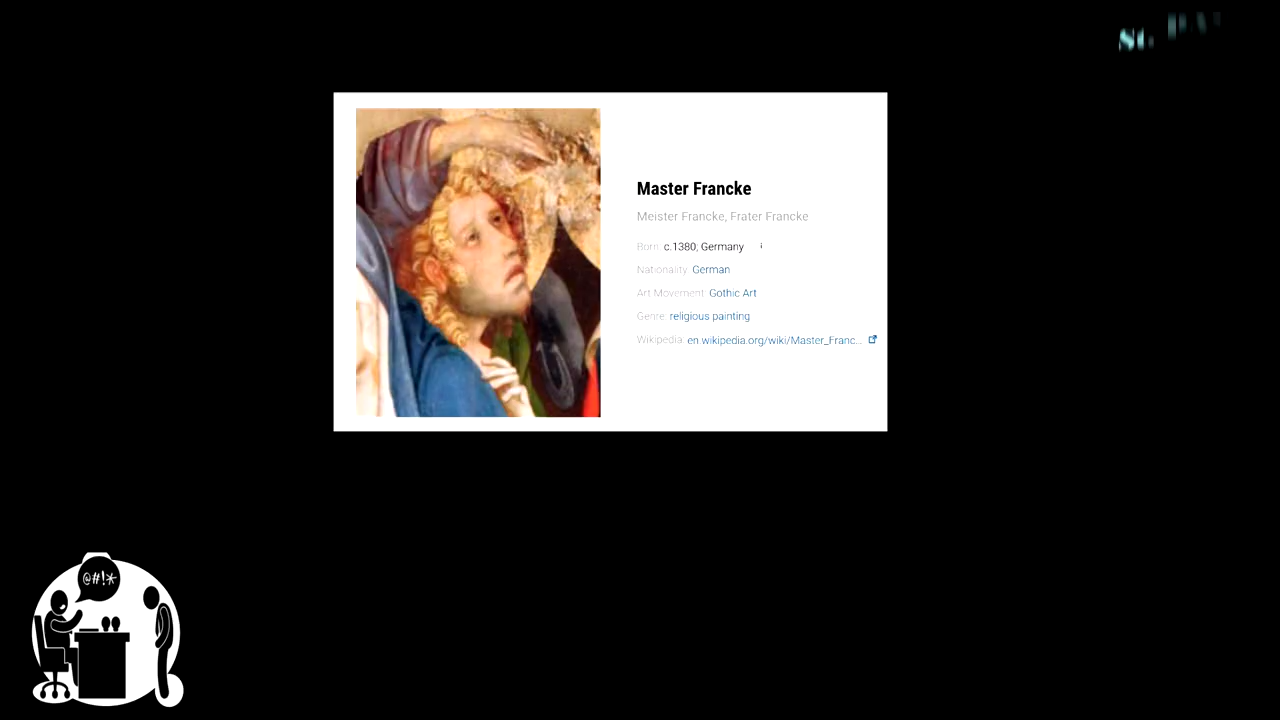 Master Francke
Meister Francke, Frater Francke
Born: c.1380; Germany i
Nationality: German
Art Movement: Gothic Art
Genre: religious painting
Wikipedia: en.wikipedia.org/wiki/Master_Franc...
@#!*